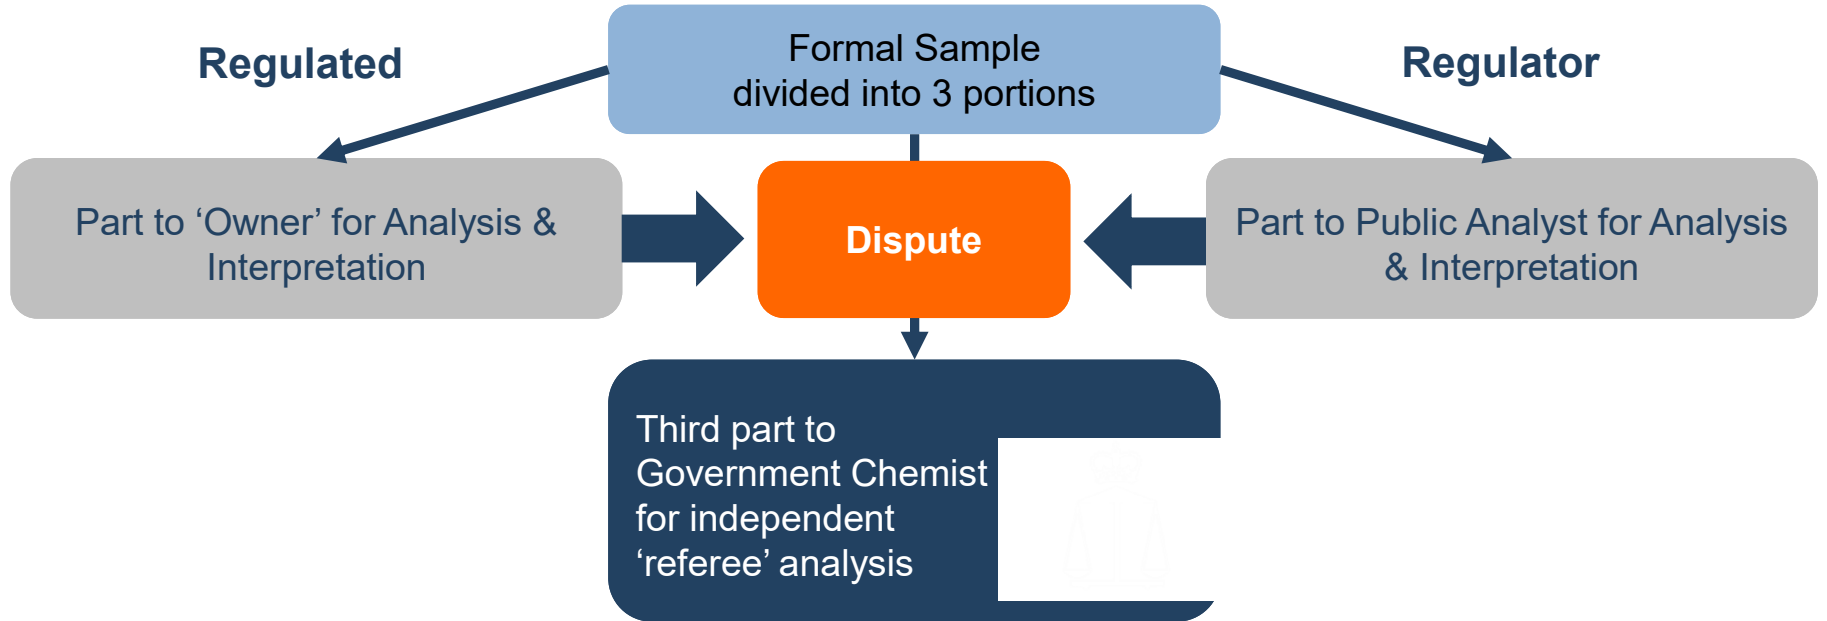 Regulated
Formal Sample
divided into 3 portions
Regulator
Part to ‘Owner’ for Analysis &
Interpretation
Dispute
Part to Public Analyst for Analysis
& Interpretation
Third part to
Government Chemist
for independent
‘referee’ analysis